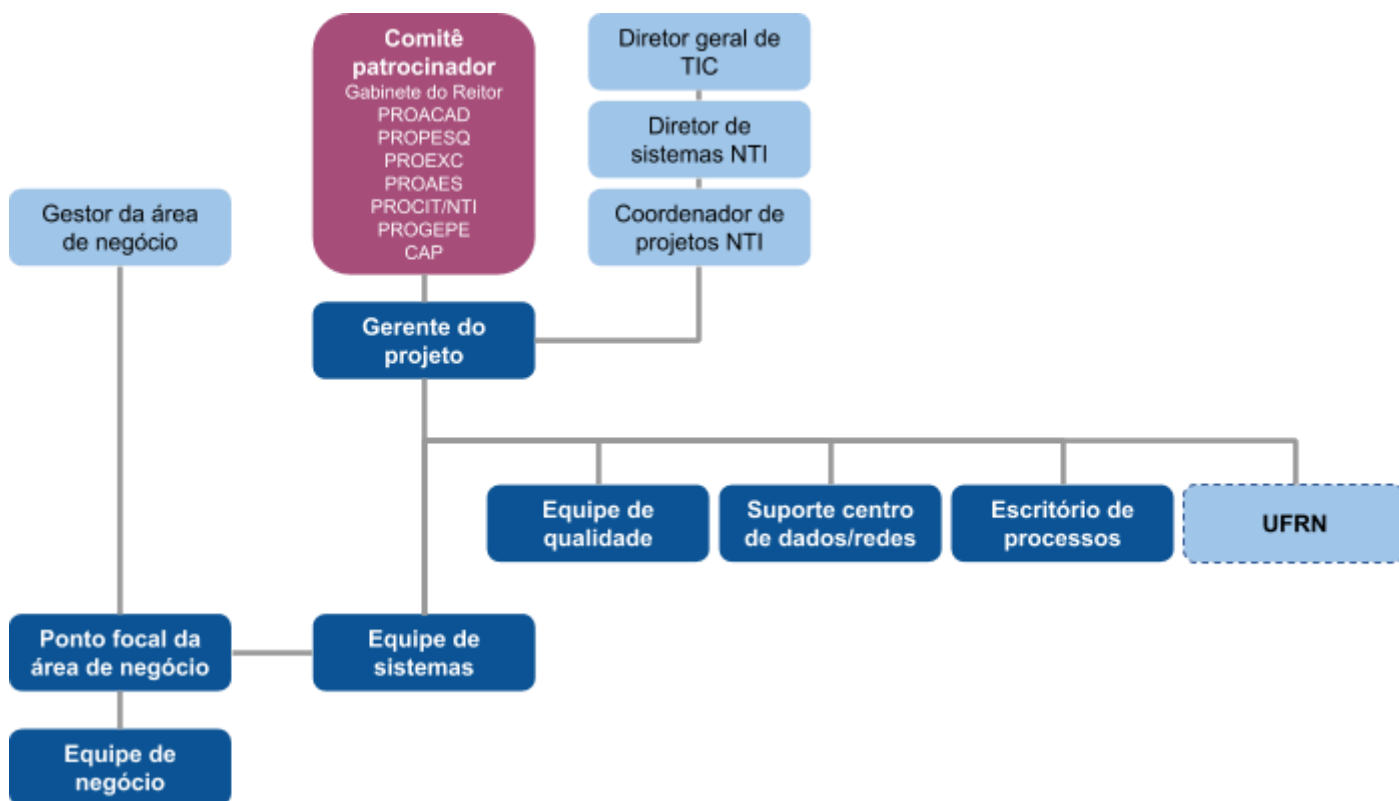 Comitê
patrocinador
Gabinete do Reitor
PROACAD
PROPESQ
PROEXC
PROAES
PROCIT/NTI
PROGEPE
CAP
Diretor geral de
TIC
Diretor de
sistemas NTI
Coordenador de
projetos NTI
Gestor da área
de negócio
Gerente do
projeto
Equipe de
qualidade
Suporte centro
de dados/redes
Escritório de
processos
UFRN
Ponto focal da
área de negócio
Equipe de
sistemas
Equipe de
negócio